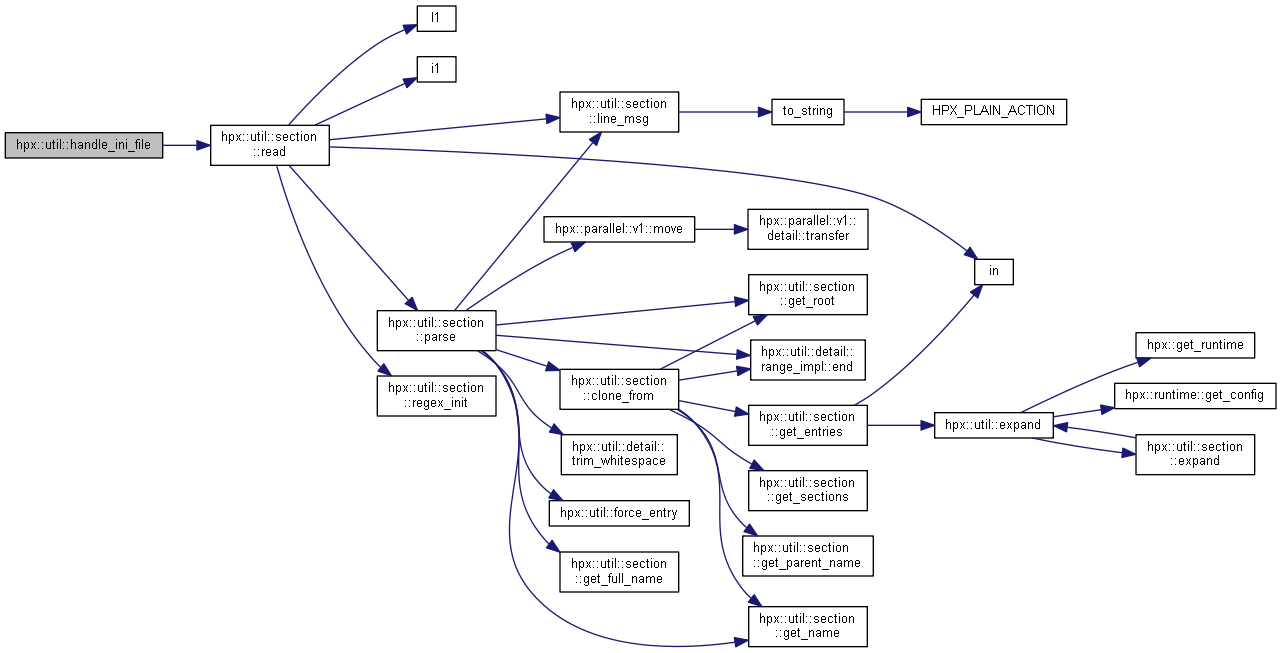 l1
i1
hpx::util::section
::line_msg
to_string
HPX_PLAIN_ACTION
hpx::util::handle_ini_file
hpx::util::section
::read
hpx::parallel::v1::move
hpx::parallel::v1::
detail::transfer
in
hpx::util::section
::get_root
hpx::util::section
::parse
hpx::util::detail::
range_impl::end
hpx::get_runtime
hpx::util::section
::regex_init
hpx::util::section
::clone_from
hpx::runtime::get_config
hpx::util::section
::get_entries
hpx::util::expand
hpx::util::detail::
trim_whitespace
hpx::util::section
::expand
hpx::util::section
::get_sections
hpx::util::force_entry
hpx::util::section
::get_parent_name
hpx::util::section
::get_full_name
hpx::util::section
::get_name